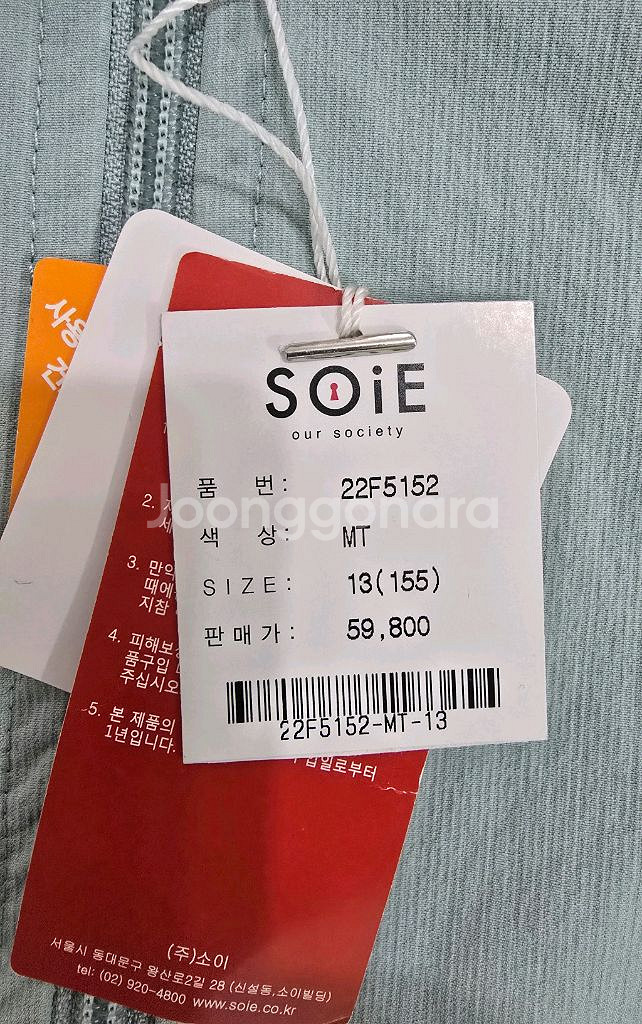 SOiE
our society
품 번: 22F5152
Joonggonara
색 상: MT
SIZE: 13(155)
판매가: 59,800
22F5152-MT-13
사용
2.
3. 만약
때에
지참
4. 피해보상
품구입
주십시오
5. 본 제품의
1년입니다. 구입일로부터
(주)소이
서울시 동대문구 왕산로2길 28 (신설동,소이빌딩)
tel: (02) 920-4800 www.soie.co.kr